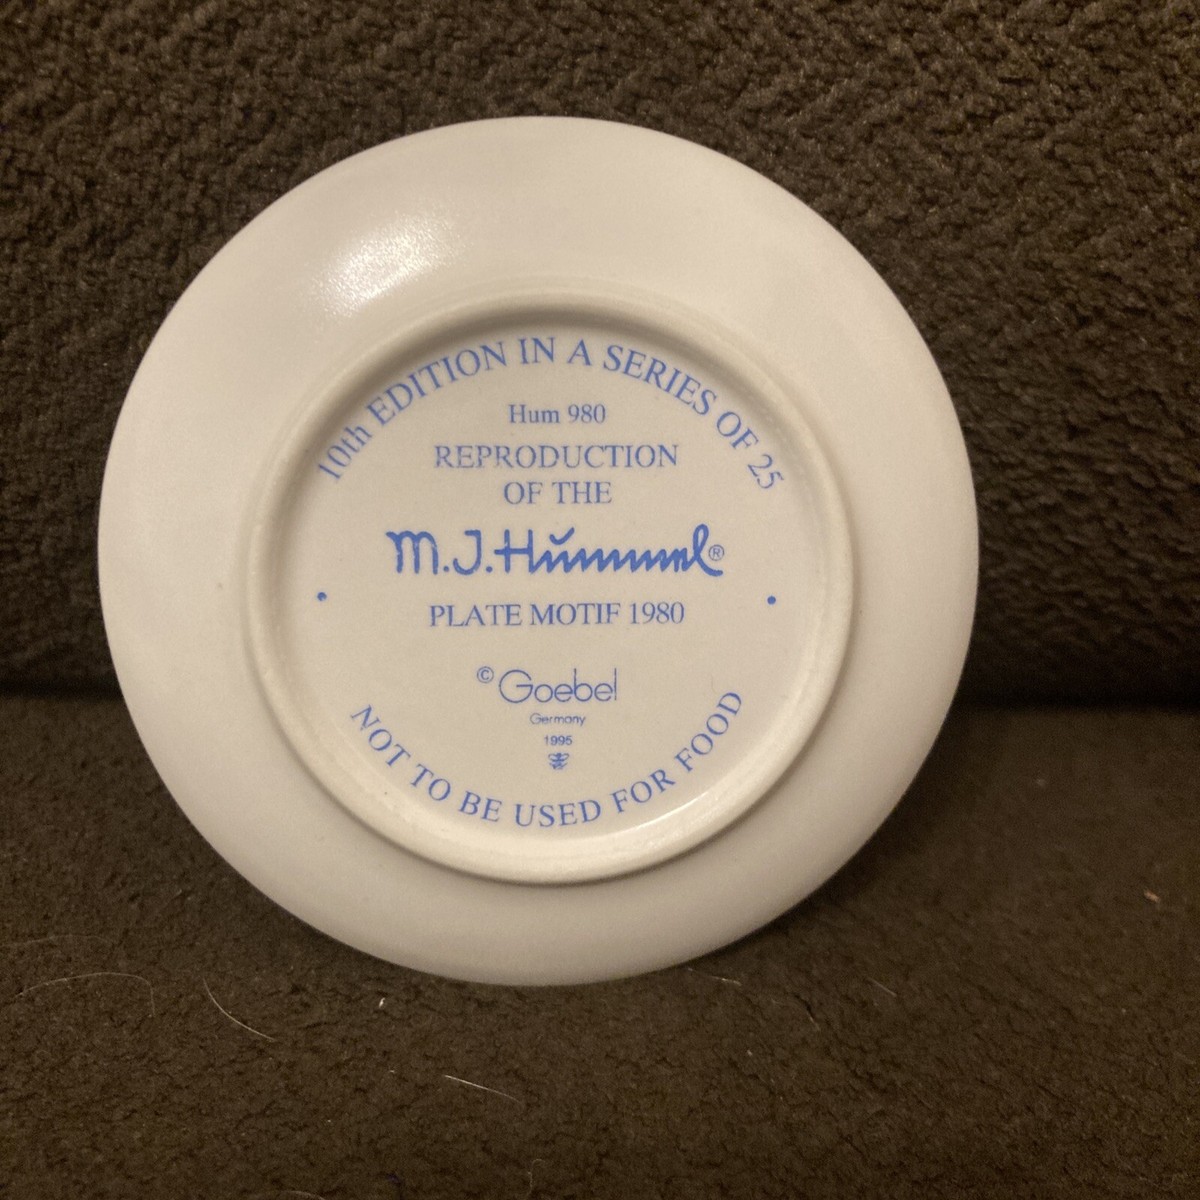 10th EDITION IN A SERIES OF 25
Hum 980
REPRODUCTION
OF THE
M.J.Hummel®
PLATE MOTIF 1980
© Goebel
Germany
1995
NOT TO BE USED FOR FOOD